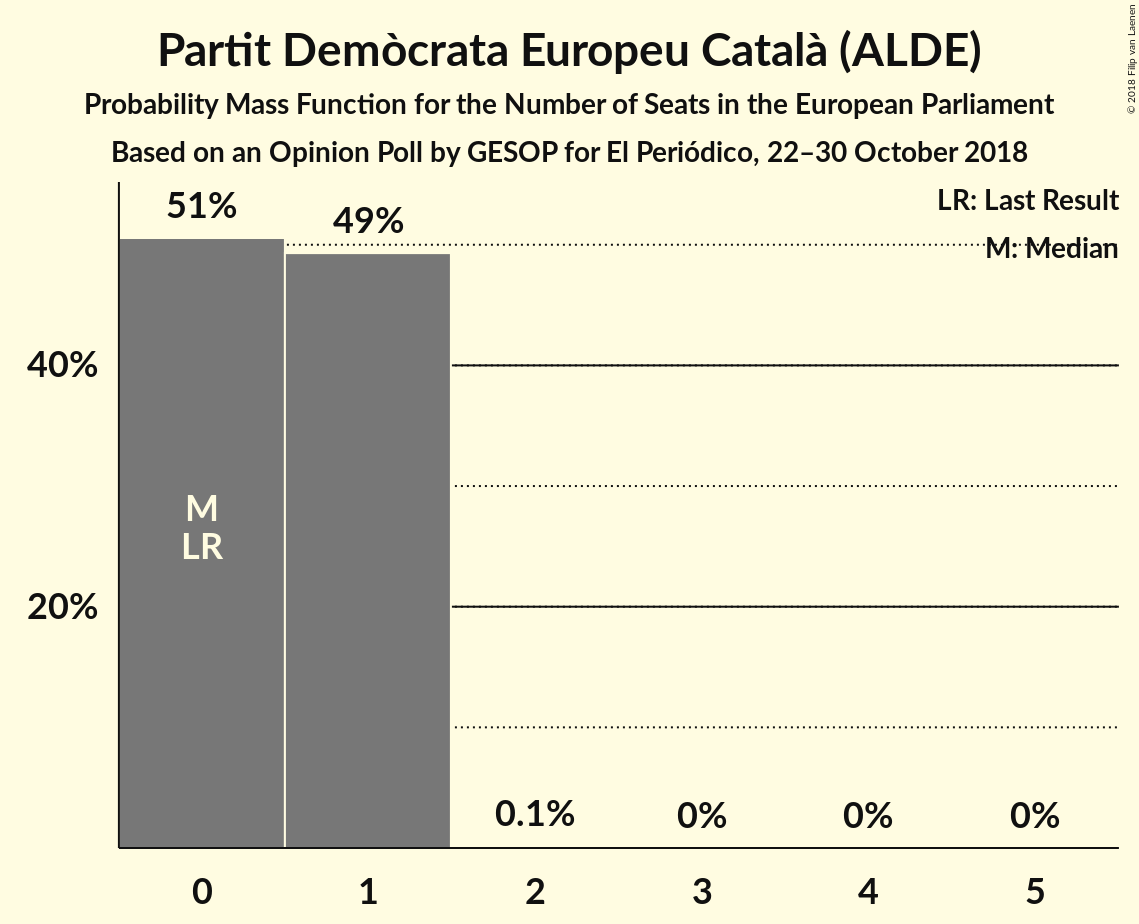 Partit Demòcrata Europeu Català (ALDE)
Probability Mass Function for the Number of Seats in the European Parliament
Based on an Opinion Poll by GESOP for El Periódico, 22–30 October 2018
© 2018 Filip van Laenen
LR: Last Result
M: Median
51%
49%
40%
20%
M
LR
0.1%
0%
0%
0%
0
1
2
3
4
5